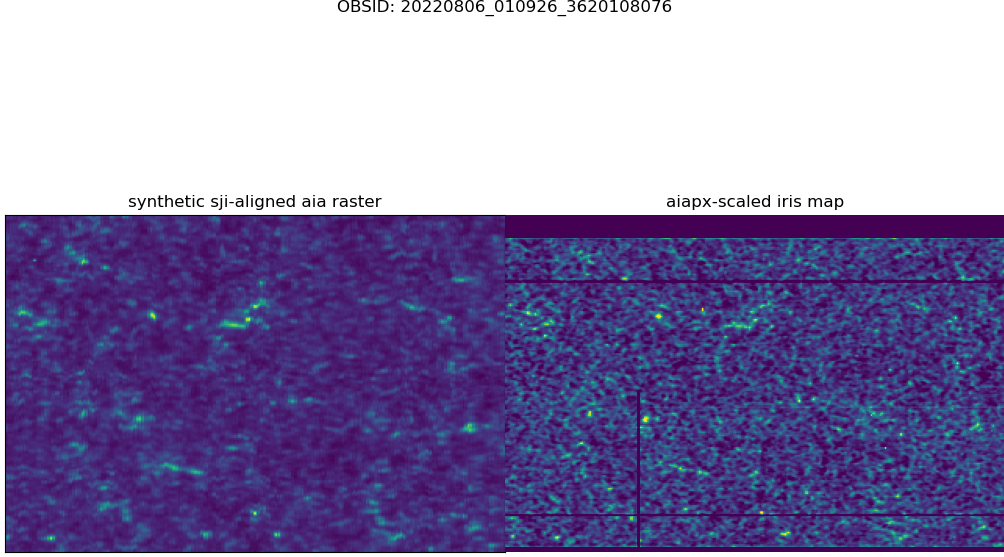 OBSID: 20220806_010926_3620108076
synthetic sji-aligned aia raster
aiapx-scaled iris map